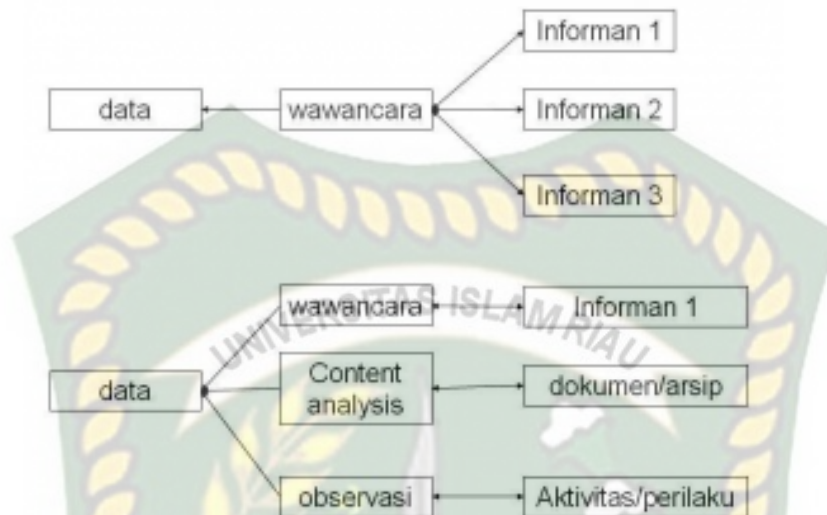 Informan 1
data
wawancara
Informan 2
Informan 3
UNIVERSITAS ISLAM RIAU
wawancara
Informan 1
data
Content
analysis
dokumen/arsip
observasi
Aktivitas/perilaku